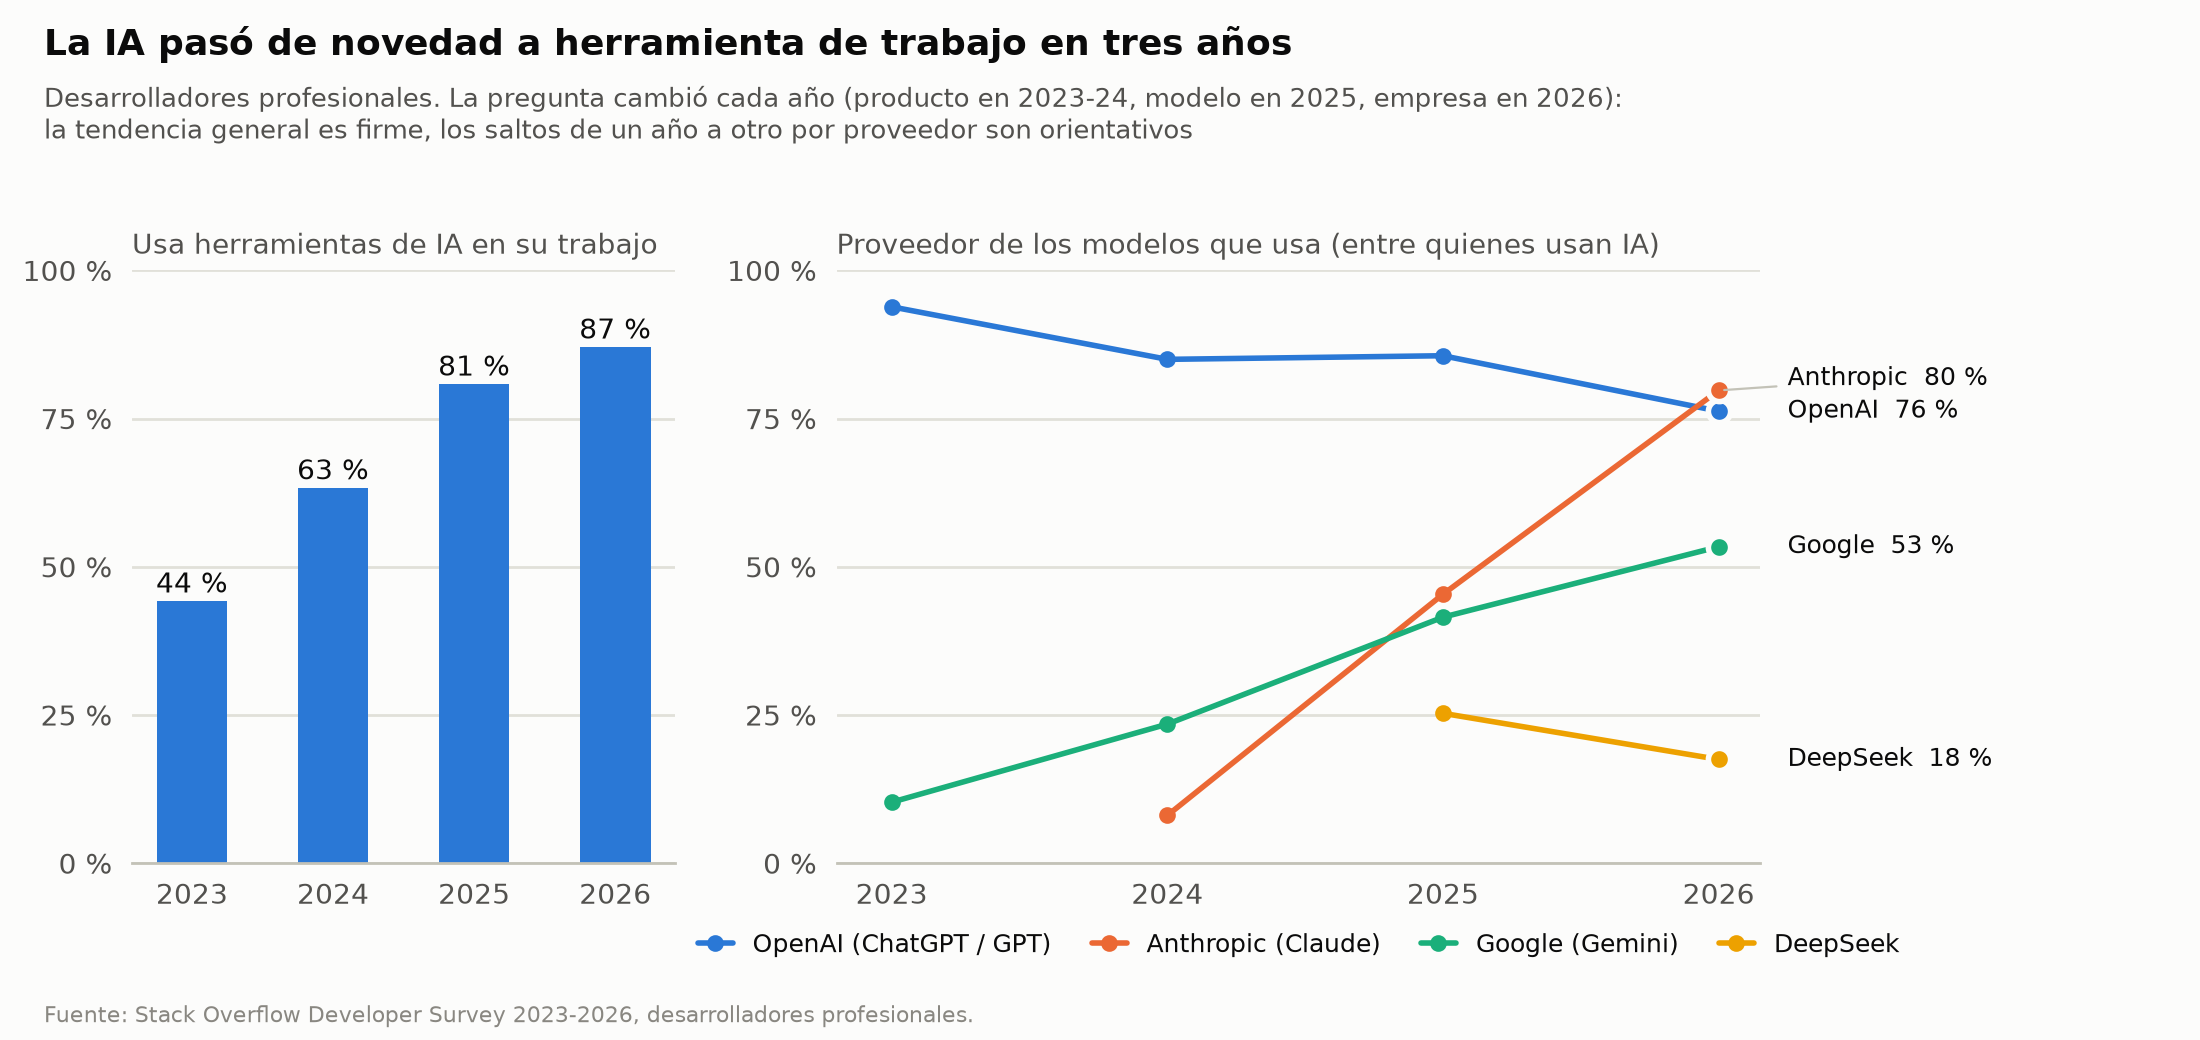 La IA pasó de novedad a herramienta de trabajo en tres años
Desarrolladores profesionales. La pregunta cambió cada año (producto en 2023-24, modelo en 2025, empresa en 2026):
la tendencia general es firme, los saltos de un año a otro por proveedor son orientativos
Usa herramientas de IA en su trabajo
100 %
75 %
50 %
25 %
0 %
44 %
63 %
81 %
87 %
2023
2024
2025
2026
Proveedor de los modelos que usa (entre quienes usan IA)
100 %
75 %
50 %
25 %
0 %
Anthropic 80 %
OpenAI 76 %
Google 53 %
DeepSeek 18 %
2023
2024
2025
2026
OpenAI (ChatGPT / GPT)
Anthropic (Claude)
Google (Gemini)
DeepSeek
Fuente: Stack Overflow Developer Survey 2023-2026, desarrolladores profesionales.